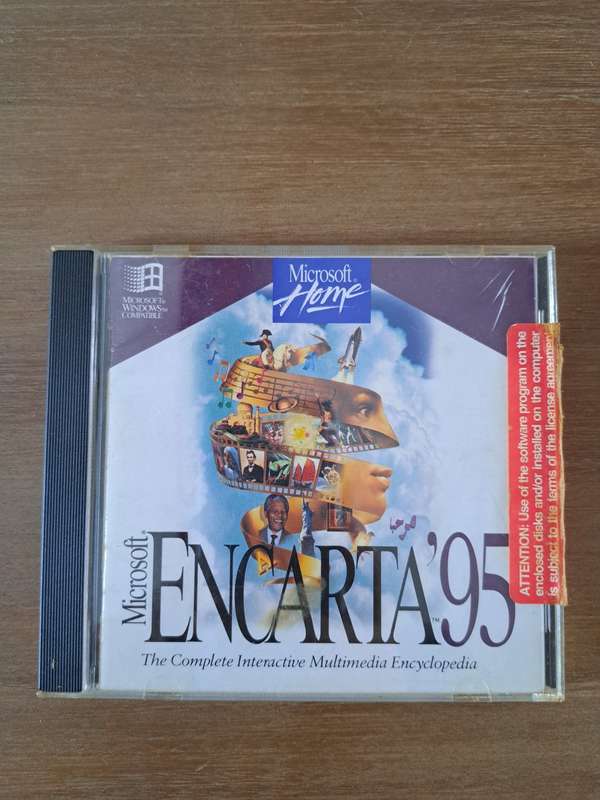 MICROSOFT®
WINDOWS™
COMPATIBLE
Microsoft®
Home
Microsoft®
ENCARTA™'95
The Complete Interactive Multimedia Encyclopedia
ATTENTION: Use of the software program on the
enclosed disks and/or installed on the computer
is subject to the terms of the license agreement